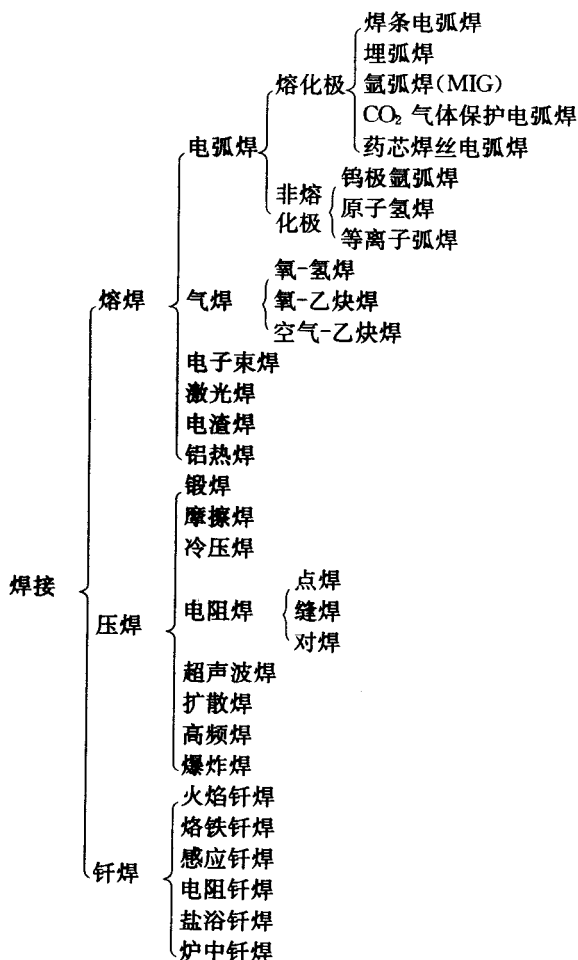 焊接
熔焊
电弧焊
熔化极
焊条电弧焊
埋弧焊
氩弧焊(MIG)
CO₂ 气体保护电弧焊
药芯焊丝电弧焊
非熔
化极
钨极氩弧焊
原子氢焊
等离子弧焊
气焊
氧-氢焊
氧-乙炔焊
空气-乙炔焊
电子束焊
激光焊
电渣焊
铝热焊
压焊
锻焊
摩擦焊
冷压焊
电阻焊
点焊
缝焊
对焊
超声波焊
扩散焊
高频焊
爆炸焊
钎焊
火焰钎焊
烙铁钎焊
感应钎焊
电阻钎焊
盐浴钎焊
炉中钎焊